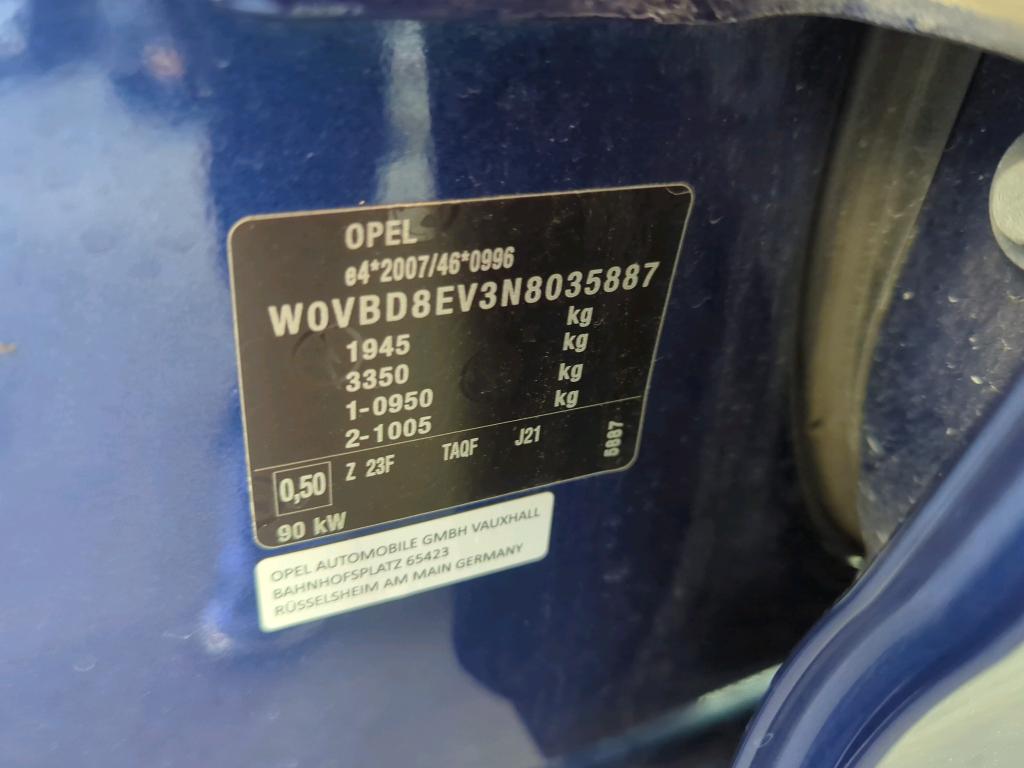 OPEL
e4*2007/46*0996
W0VBD8EV3N8035887
1945 kg
3350 kg
1-0950 kg
2-1005 kg
0,50 Z 23F TAQF J21 5887
90 kW
OPEL AUTOMOBILE GMBH VAUXHALL
BAHNHOFSPLATZ 65423
RÜSSELSHEIM AM MAIN GERMANY